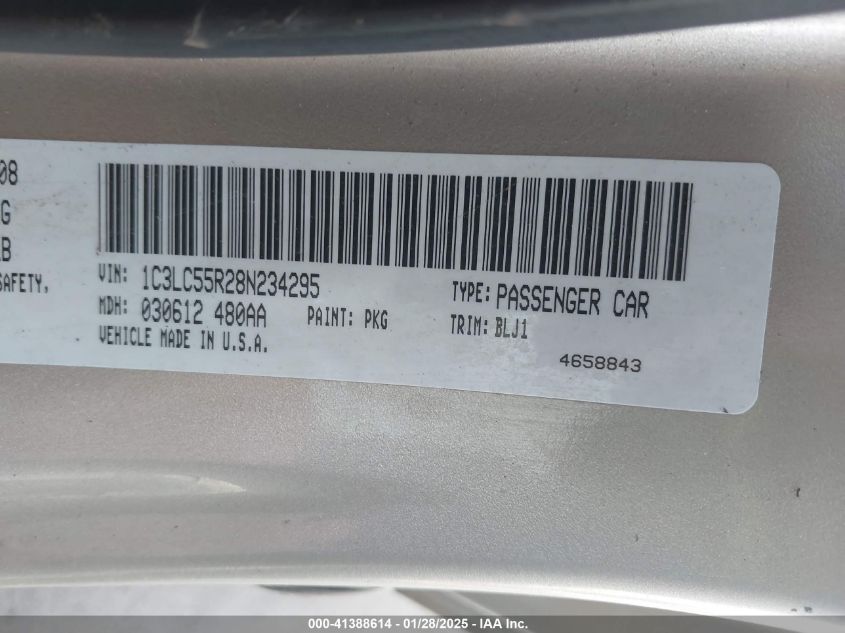 08
G
LB
SAFETY,
VIN: 1C3LC55R28N234295
TYPE: PASSENGER CAR
MDH: 030612 480AA
PAINT: PKG
TRIM: BLJ1
VEHICLE MADE IN U.S.A.
4658843
000-41388614 - 01/28/2025 - IAA Inc.